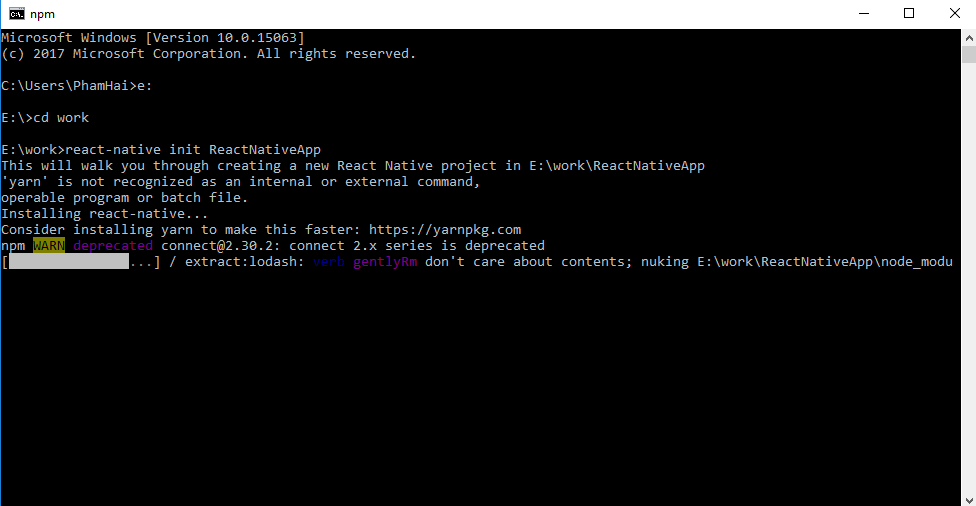 npm
Microsoft Windows [Version 10.0.15063]
(c) 2017 Microsoft Corporation. All rights reserved.
C:\Users\PhamHai>e:
E:\>cd work
E:\work>react-native init ReactNativeApp
This will walk you through creating a new React Native project in E:\work\ReactNativeApp
'yarn' is not recognized as an internal or external command,
operable program or batch file.
Installing react-native...
Consider installing yarn to make this faster: https://yarnpkg.com
npm WARN deprecated connect@2.30.2: connect 2.x series is deprecated
[ ...] / extract:lodash: verb gentlyRm don't care about contents; nuking E:\work\ReactNativeApp\node_modu